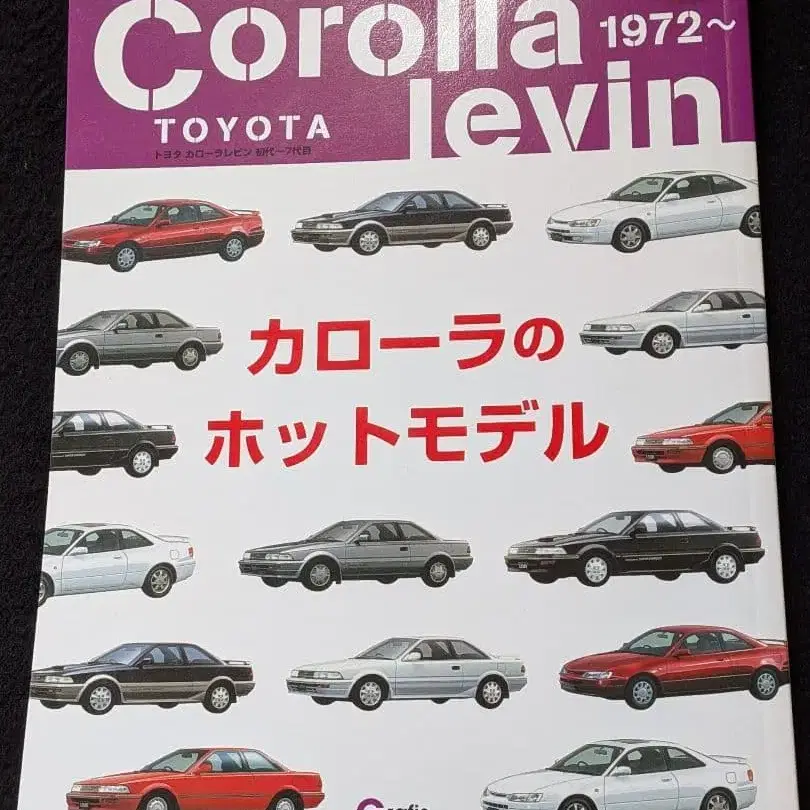 Corolla
1972~
levin
TOYOTA
トヨタ カローラレビン 初代~7代目
カローラの
ホットモデル
Grafis